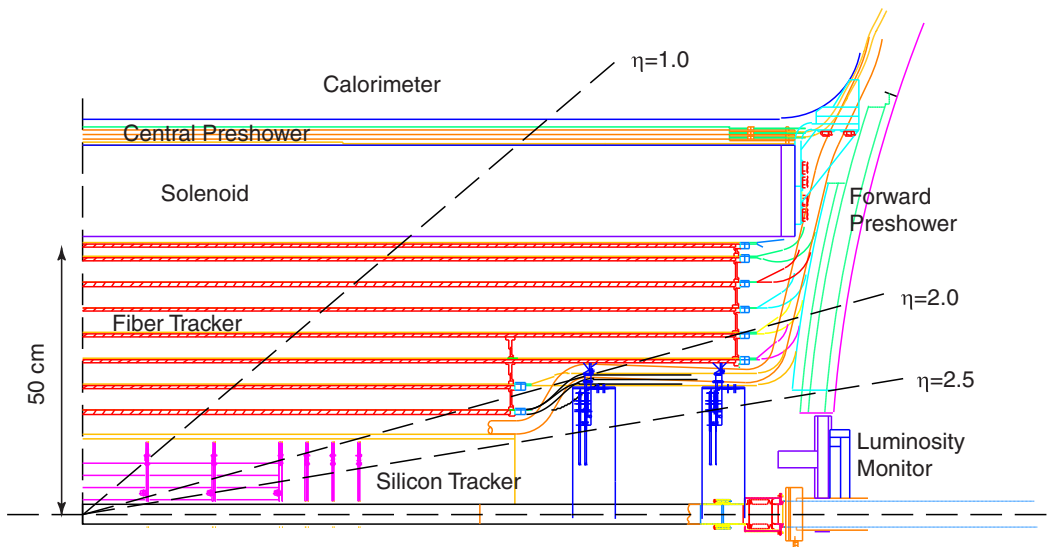 η=1.0
Calorimeter
Central Preshower
Solenoid
Forward
Preshower
η=2.0
Fiber Tracker
50 cm
η=2.5
Luminosity
Monitor
Silicon Tracker